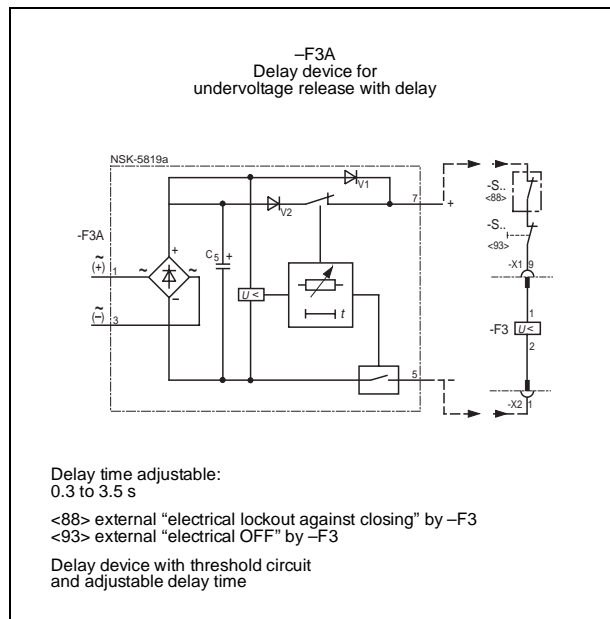 –F3A
Delay device for
undervoltage release with delay
NSK-5819a
V1
V2
7
+
-S..
<88>
-S..
<93>
-F3A
~
(+)
1
~
+
~
−
C5
+
U<
t
~
(−)
3
5
−
-X1
9
1
-F3
U<
2
-X2
1
Delay time adjustable:
0.3 to 3.5 s
<88> external “electrical lockout against closing” by –F3
<93> external “electrical OFF” by –F3
Delay device with threshold circuit
and adjustable delay time